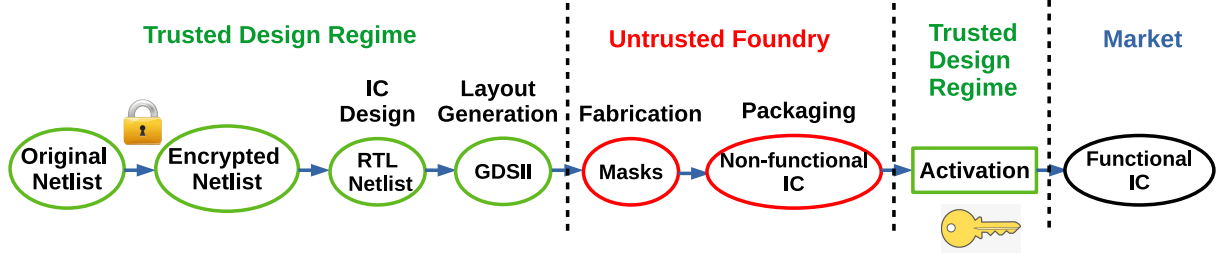 Trusted Design Regime
Untrusted Foundry
Trusted
Design
Regime
Market
IC
Design
Layout
Generation
Fabrication
Packaging
Original
Netlist
Encrypted
Netlist
RTL
Netlist
GDSII
Masks
Non-functional
IC
Activation
Functional
IC